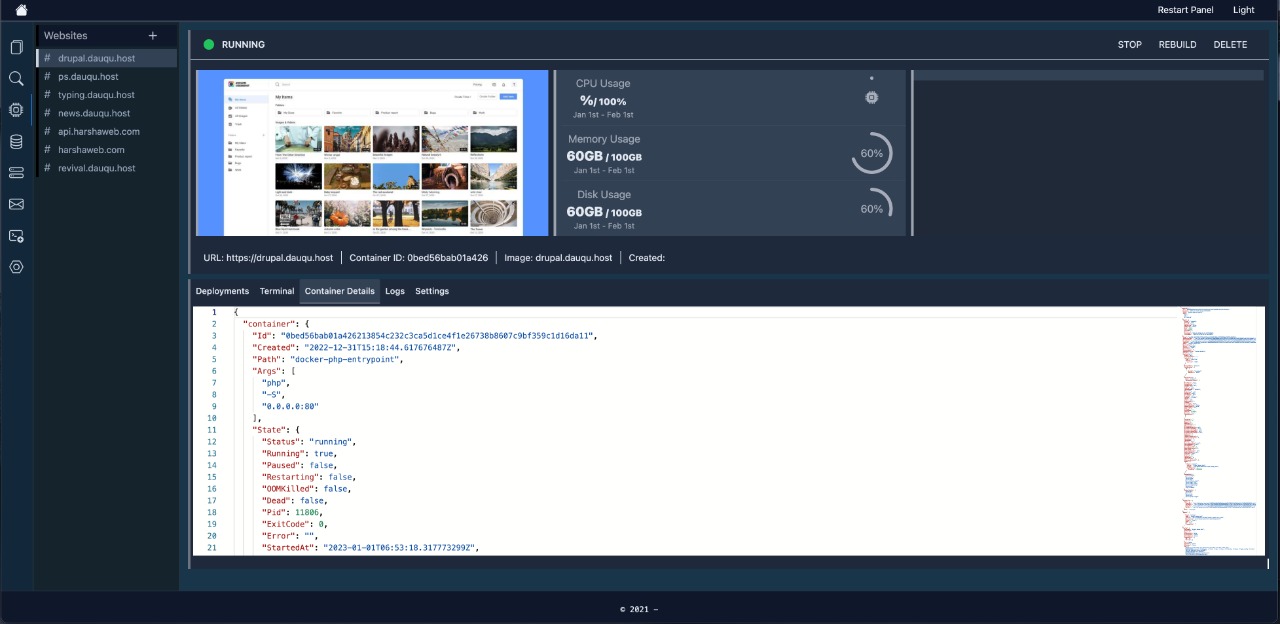 Restart Panel Light
Websites +
# drupal.dauqu.host
# ps.dauqu.host
# typing.dauqu.host
# news.dauqu.host
# api.harshaweb.com
# harshaweb.com
# revival.dauqu.host
RUNNING
STOP REBUILD DELETE
My Items
CPU Usage
%/ 100%
Jan 1st - Feb 1st
Memory Usage
60GB / 100GB
Jan 1st - Feb 1st
60%
Disk Usage
60GB / 100GB
Jan 1st - Feb 1st
60%
URL: https://drupal.dauqu.host Container ID: 0bed56bab01a426 Image: drupal.dauqu.host Created:
Deployments Terminal Container Details Logs Settings
1 {
2 "container": {
3 "Id": "0bed56bab01a426213854c232c3ca5d1ce4f1e26738b8607c9bf359c1d16da11",
4 "Created": "2022-12-31T15:18:44.617676487Z",
5 "Path": "docker-php-entrypoint",
6 "Args": [
7 "php",
8 "-S",
9 "0.0.0.0:80"
10 ],
11 "State": {
12 "Status": "running",
13 "Running": true,
14 "Paused": false,
15 "Restarting": false,
16 "OOMKilled": false,
17 "Dead": false,
18 "Pid": 11806,
19 "ExitCode": 0,
20 "Error": "",
21 "StartedAt": "2023-01-01T06:53:18.317773299Z",
© 2021 —